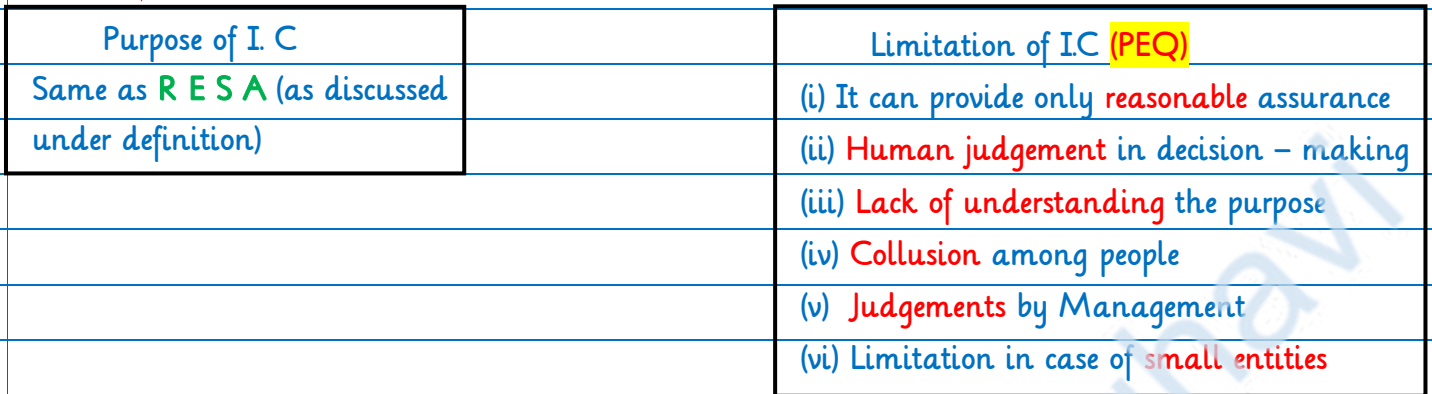 Purpose of I. C
Same as R E S A (as discussed
under definition)
Limitation of I.C (PEQ)
(i) It can provide only reasonable assurance
(ii) Human judgement in decision – making
(iii) Lack of understanding the purpose
(iv) Collusion among people
(v) Judgements by Management
(vi) Limitation in case of small entities